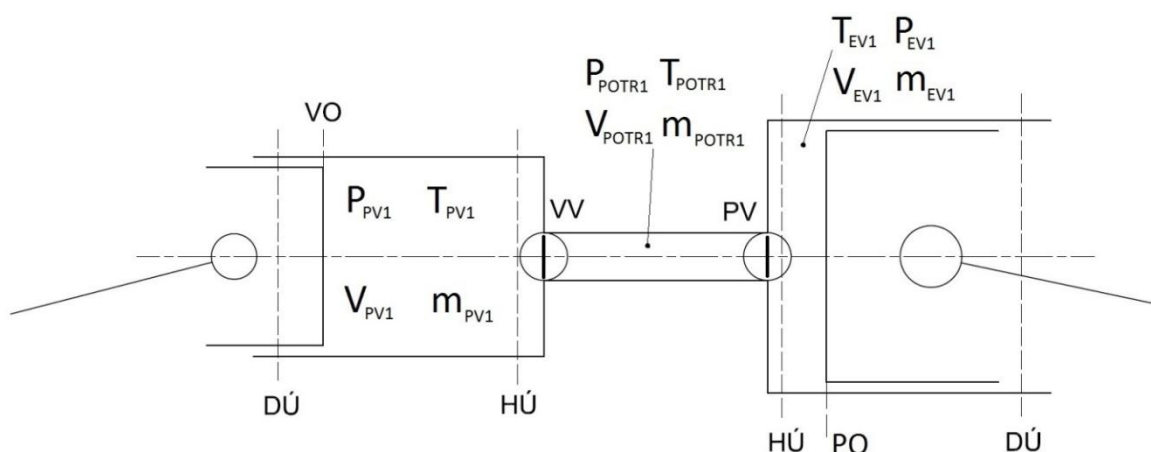 T_EV1 P_EV1
P_POTR1 T_POTR1
V_EV1 m_EV1
VO
V_POTR1 m_POTR1
P_PV1 T_PV1
VV
PV
V_PV1 m_PV1
DÚ
HÚ
HÚ
PO
DÚ